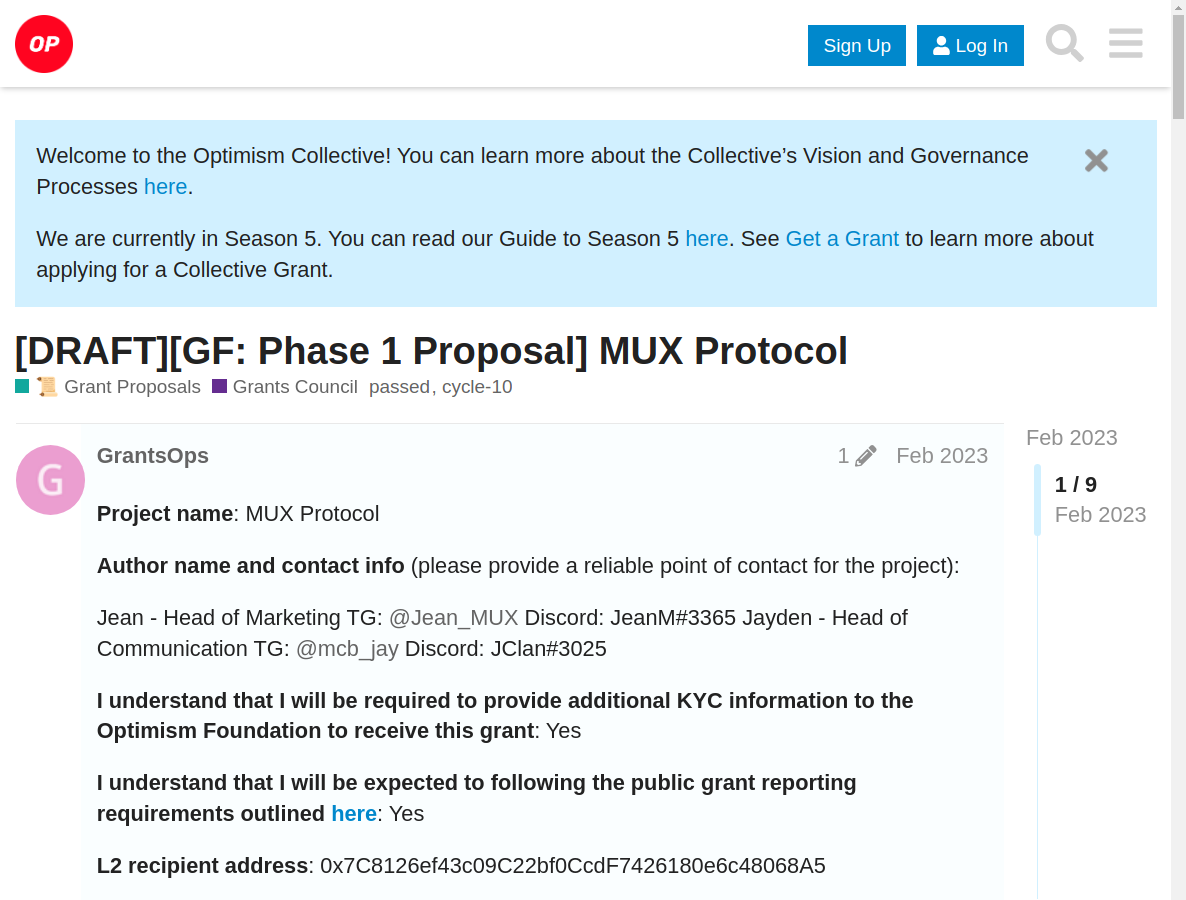 OP
Sign Up
Log In
Welcome to the Optimism Collective! You can learn more about the Collective’s Vision and Governance
Processes here.
We are currently in Season 5. You can read our Guide to Season 5 here. See Get a Grant to learn more about
applying for a Collective Grant.
[DRAFT][GF: Phase 1 Proposal] MUX Protocol
Grant Proposals Grants Council passed, cycle-10
G
GrantsOps 1 Feb 2023
Project name: MUX Protocol
Author name and contact info (please provide a reliable point of contact for the project):
Jean - Head of Marketing TG: @Jean_MUX Discord: JeanM#3365 Jayden - Head of
Communication TG: @mcb_jay Discord: JClan#3025
I understand that I will be required to provide additional KYC information to the
Optimism Foundation to receive this grant: Yes
I understand that I will be expected to following the public grant reporting
requirements outlined here: Yes
L2 recipient address: 0x7C8126ef43c09C22bf0CcdF7426180e6c48068A5
Feb 2023
1 / 9
Feb 2023